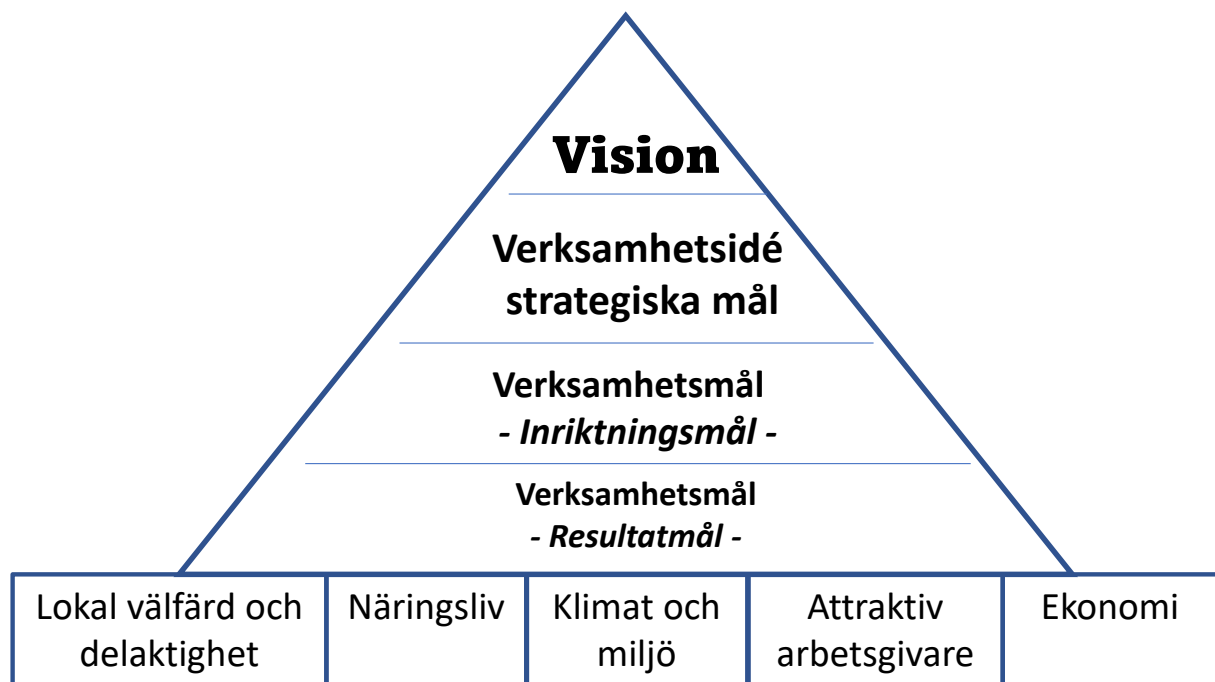 Vision
Verksamhetsidé
strategiska mål
Verksamhetsmål
- Inriktningsmål -
Verksamhetsmål
- Resultatmål -
Lokal välfärd och
delaktighet
Näringsliv
Klimat och
miljö
Attraktiv
arbetsgivare
Ekonomi